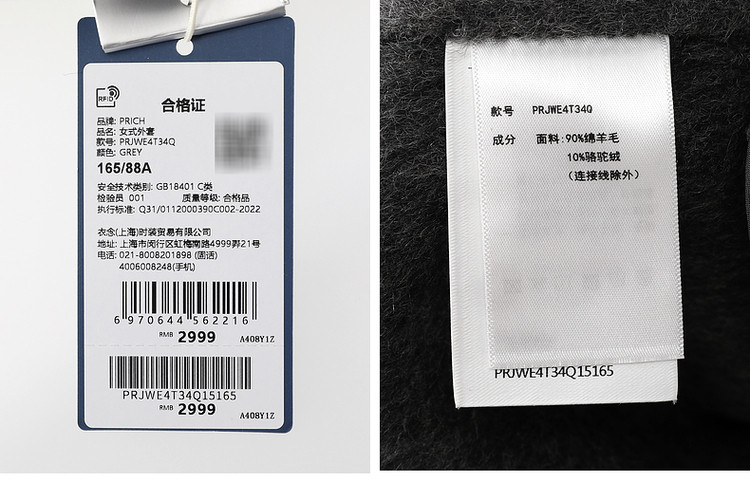 RFID
合格证
品牌: PRICH
品名: 女式外套
款号: PRJWE4T34Q
颜色: GREY
165/88A
安全技术类别: GB18401 C类
检验员 001 质量等级: 合格品
执行标准: Q31/0112000390C002-2022
衣念(上海)时装贸易有限公司
地址: 上海市闵行区虹梅南路4999弄21号
电话: 021-8008201898 (固话)
4006008248(手机)
6 970644 562216
RMB 2999 A408Y1Z
PRJWE4T34Q15165
RMB 2999 A408Y1Z
款号 PRJWE4T34Q
成分 面料:90%绵羊毛
10%骆驼绒
(连接线除外)
PRJWE4T34Q15165